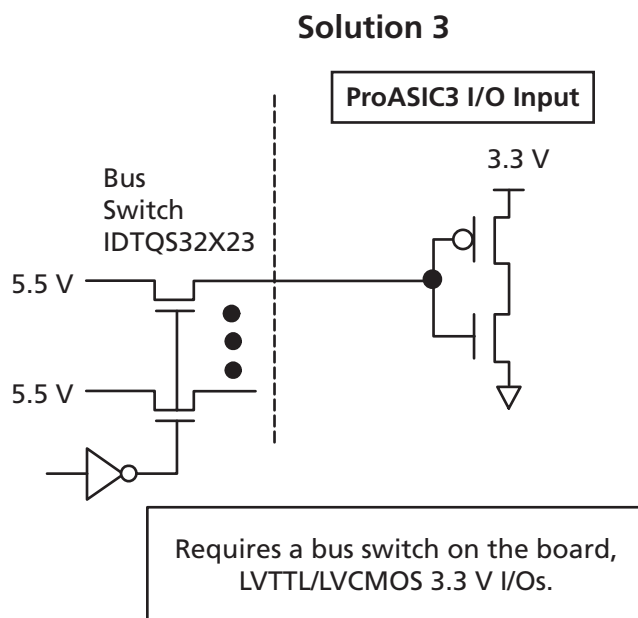 Solution 3
ProASIC3 I/O Input
3.3 V
Bus
Switch
IDTQS32X23
5.5 V
5.5 V
Requires a bus switch on the board,
LVTTL/LVCMOS 3.3 V I/Os.